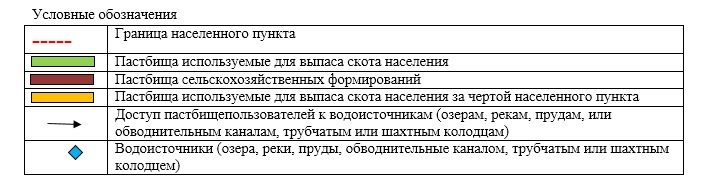 Условные обозначения
Граница населенного пункта
Пастбища используемые для выпаса скота населения
Пастбища сельскохозяйственных формирований
Пастбища используемые для выпаса скота населения за чертой населенного пункта
Доступ пастбищепользователей к водоисточникам (озерам, рекам, прудам, или
обводнительным каналам, трубчатым или шахтным колодцам)
Водоисточники (озера, реки, пруды, обводнительные каналом, трубчатым или шахтным
колодцем)